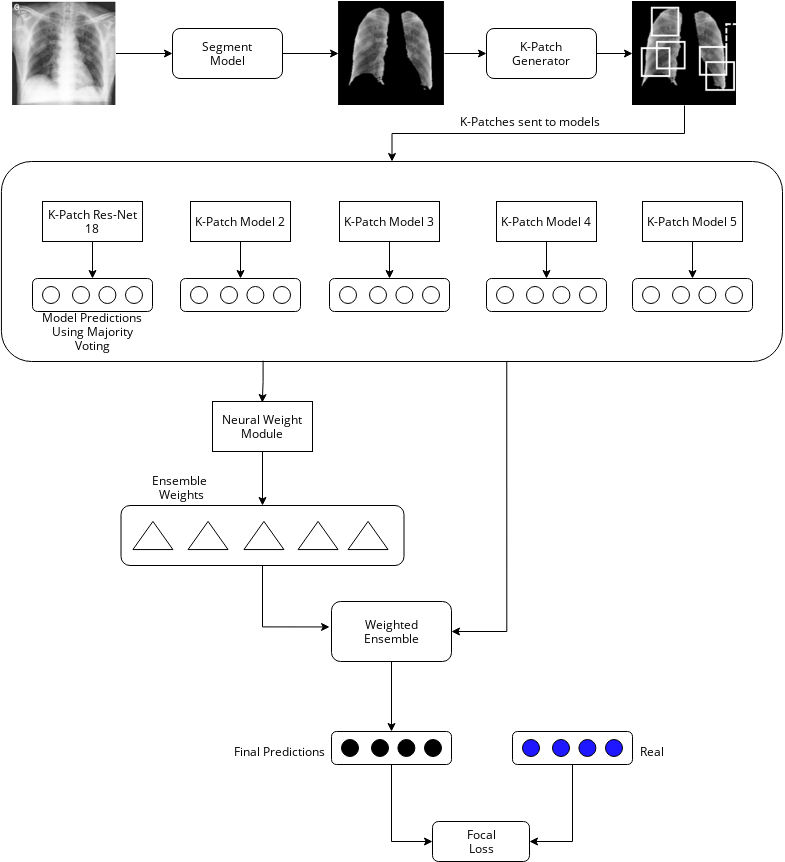 Segment
Model
K-Patch
Generator
K-Patches sent to models
K-Patch Res-Net
18
K-Patch Model 2
K-Patch Model 3
K-Patch Model 4
K-Patch Model 5
Model Predictions
Using Majority
Voting
Neural Weight
Module
Ensemble
Weights
Weighted
Ensemble
Final Predictions
Real
Focal
Loss